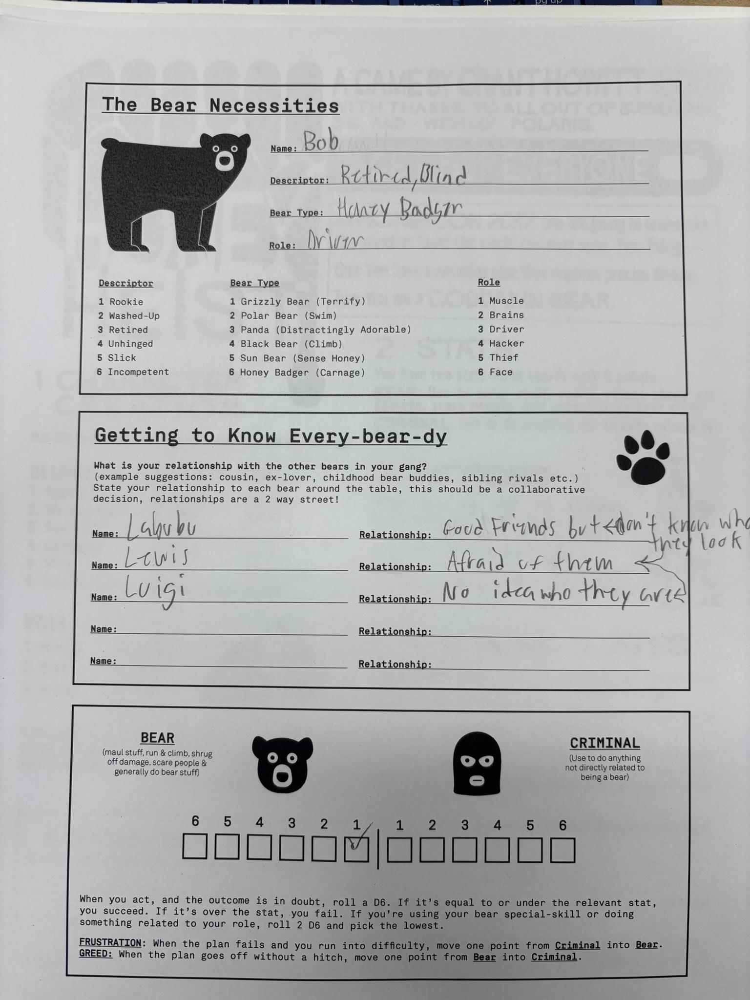 pg up
The Bear Necessities
Name: Bob
Descriptor: Retired, Blind
Bear Type: Honey Badger
Role: Driver
Descriptor
1 Rookie
2 Washed-Up
3 Retired
4 Unhinged
5 Slick
6 Incompetent
Bear Type
1 Grizzly Bear (Terrify)
2 Polar Bear (Swim)
3 Panda (Distractingly Adorable)
4 Black Bear (Climb)
5 Sun Bear (Sense Honey)
6 Honey Badger (Carnage)
Role
1 Muscle
2 Brains
3 Driver
4 Hacker
5 Thief
6 Face
Getting to Know Every-bear-dy
What is your relationship with the other bears in your gang?
(example suggestions: cousin, ex-lover, childhood bear buddies, sibling rivals etc.)
State your relationship to each bear around the table, this should be a collaborative
decision, relationships are a 2 way street!
Name: Labubu Relationship: Good Friends but don't know
they look
Name: Lewis Relationship: Afraid of them
Name: Luigi Relationship: No idea who they are
Name: Relationship:
Name: Relationship:
BEAR
(maul stuff, run & climb, shrug
off damage, scare people &
generally do bear stuff)
CRIMINAL
(Use to do anything
not directly related to
being a bear)
6 5 4 3 2 1 1 2 3 4 5 6
When you act, and the outcome is in doubt, roll a D6. If it's equal to or under the relevant stat,
you succeed. If it's over the stat, you fail. If you're using your bear special-skill or doing
something related to your role, roll 2 D6 and pick the lowest.
FRUSTRATION: When the plan fails and you run into difficulty, move one point from Criminal into Bear.
GREED: When the plan goes off without a hitch, move one point from Bear into Criminal.